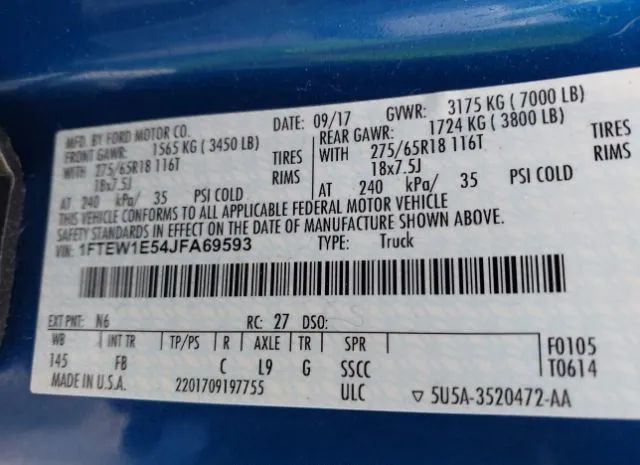 MFD. BY FORD MOTOR CO.
DATE: 09/17 GVWR: 3175 KG ( 7000 LB)
FRONT GAWR: 1565 KG ( 3450 LB)
REAR GAWR: 1724 KG ( 3800 LB)
WITH 275/65R18 116T TIRES
WITH 275/65R18 116T TIRES
18x7.5J RIMS
18x7.5J RIMS
AT 240 kPa/ 35 PSI COLD
AT 240 kPa/ 35 PSI COLD
THIS VEHICLE CONFORMS TO ALL APPLICABLE FEDERAL MOTOR VEHICLE
SAFETY STANDARDS IN EFFECT ON THE DATE OF MANUFACTURE SHOWN ABOVE.
VIN: 1FTEW1E54JFA69593 TYPE: Truck
EXT PNT: N6 RC: 27 DSO:
WB INT TR TP/PS R AXLE TR SPR F0105
145 FB C L9 G SSCC T0614
MADE IN U.S.A. 2201709197755 ULC ▽ 5U5A-3520472-AA